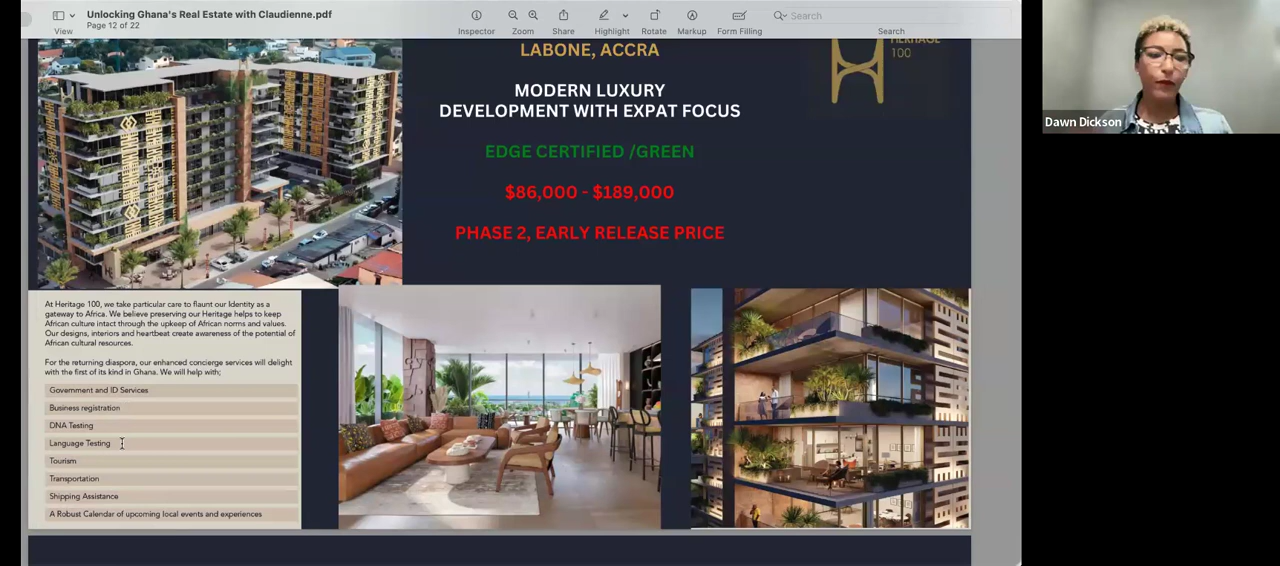 Unlocking Ghana's Real Estate with Claudienne.pdf
Page 12 of 22
View
Inspector
Zoom
Share
Highlight
Rotate
Markup
Form Filling
Search
Search
LABONE, ACCRA
HERITAGE
100
MODERN LUXURY
DEVELOPMENT WITH EXPAT FOCUS
EDGE CERTIFIED /GREEN
$86,000 - $189,000
PHASE 2, EARLY RELEASE PRICE
Dawn Dickson
At Heritage 100, we take particular care to flaunt our Identity as a
gateway to Africa. We believe preserving our Heritage helps to keep
African culture intact through the upkeep of African norms and values.
Our designs, interiors and heartbeat create awareness of the potential of
African cultural resources.
For the returning diaspora, our enhanced concierge services will delight
with the first of its kind in Ghana. We will help with;
Government and ID Services
Business registration
DNA Testing
Language Testing
Tourism
Transportation
Shipping Assistance
A Robust Calendar of upcoming local events and experiences